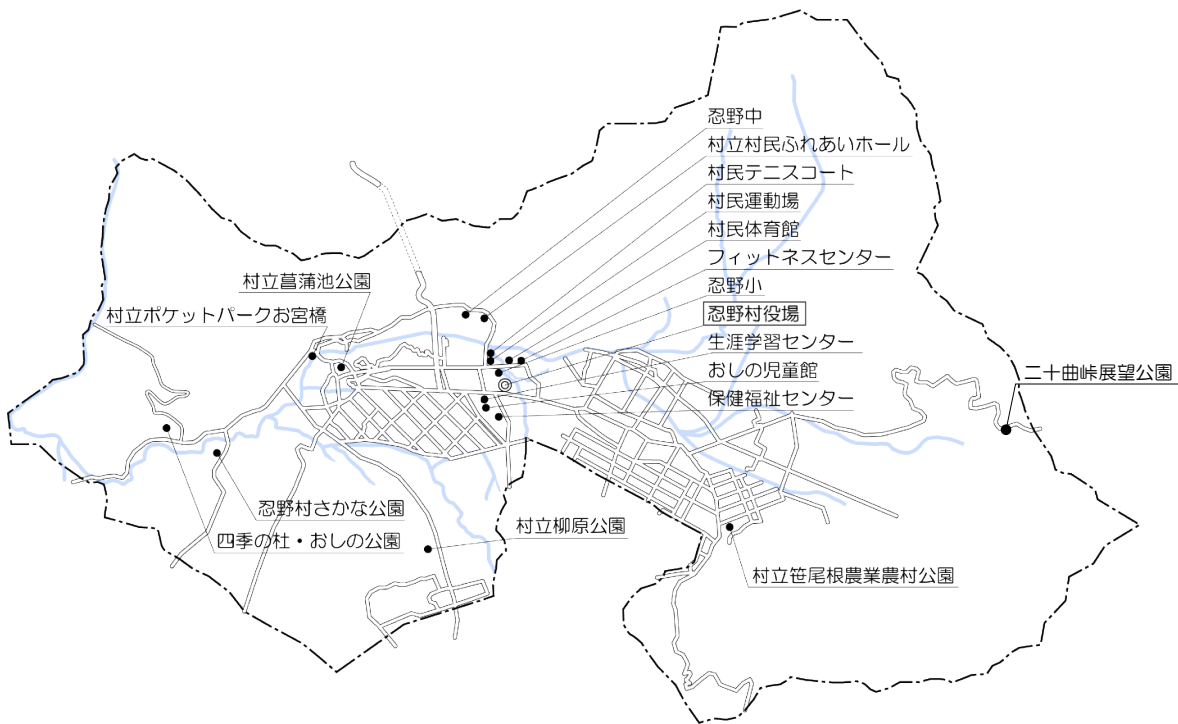 忍野中
村立村民ふれあいホール
村民テニスコート
村民運動場
村民体育館
フィットネスセンター
忍野小
忍野村役場
生涯学習センター
おしの児童館
保健福祉センター
村立菖蒲池公園
村立ポケットパークお宮橋
二十曲峠展望公園
忍野村さかな公園
四季の杜・おしの公園
村立柳原公園
村立笹尾根農業農村公園